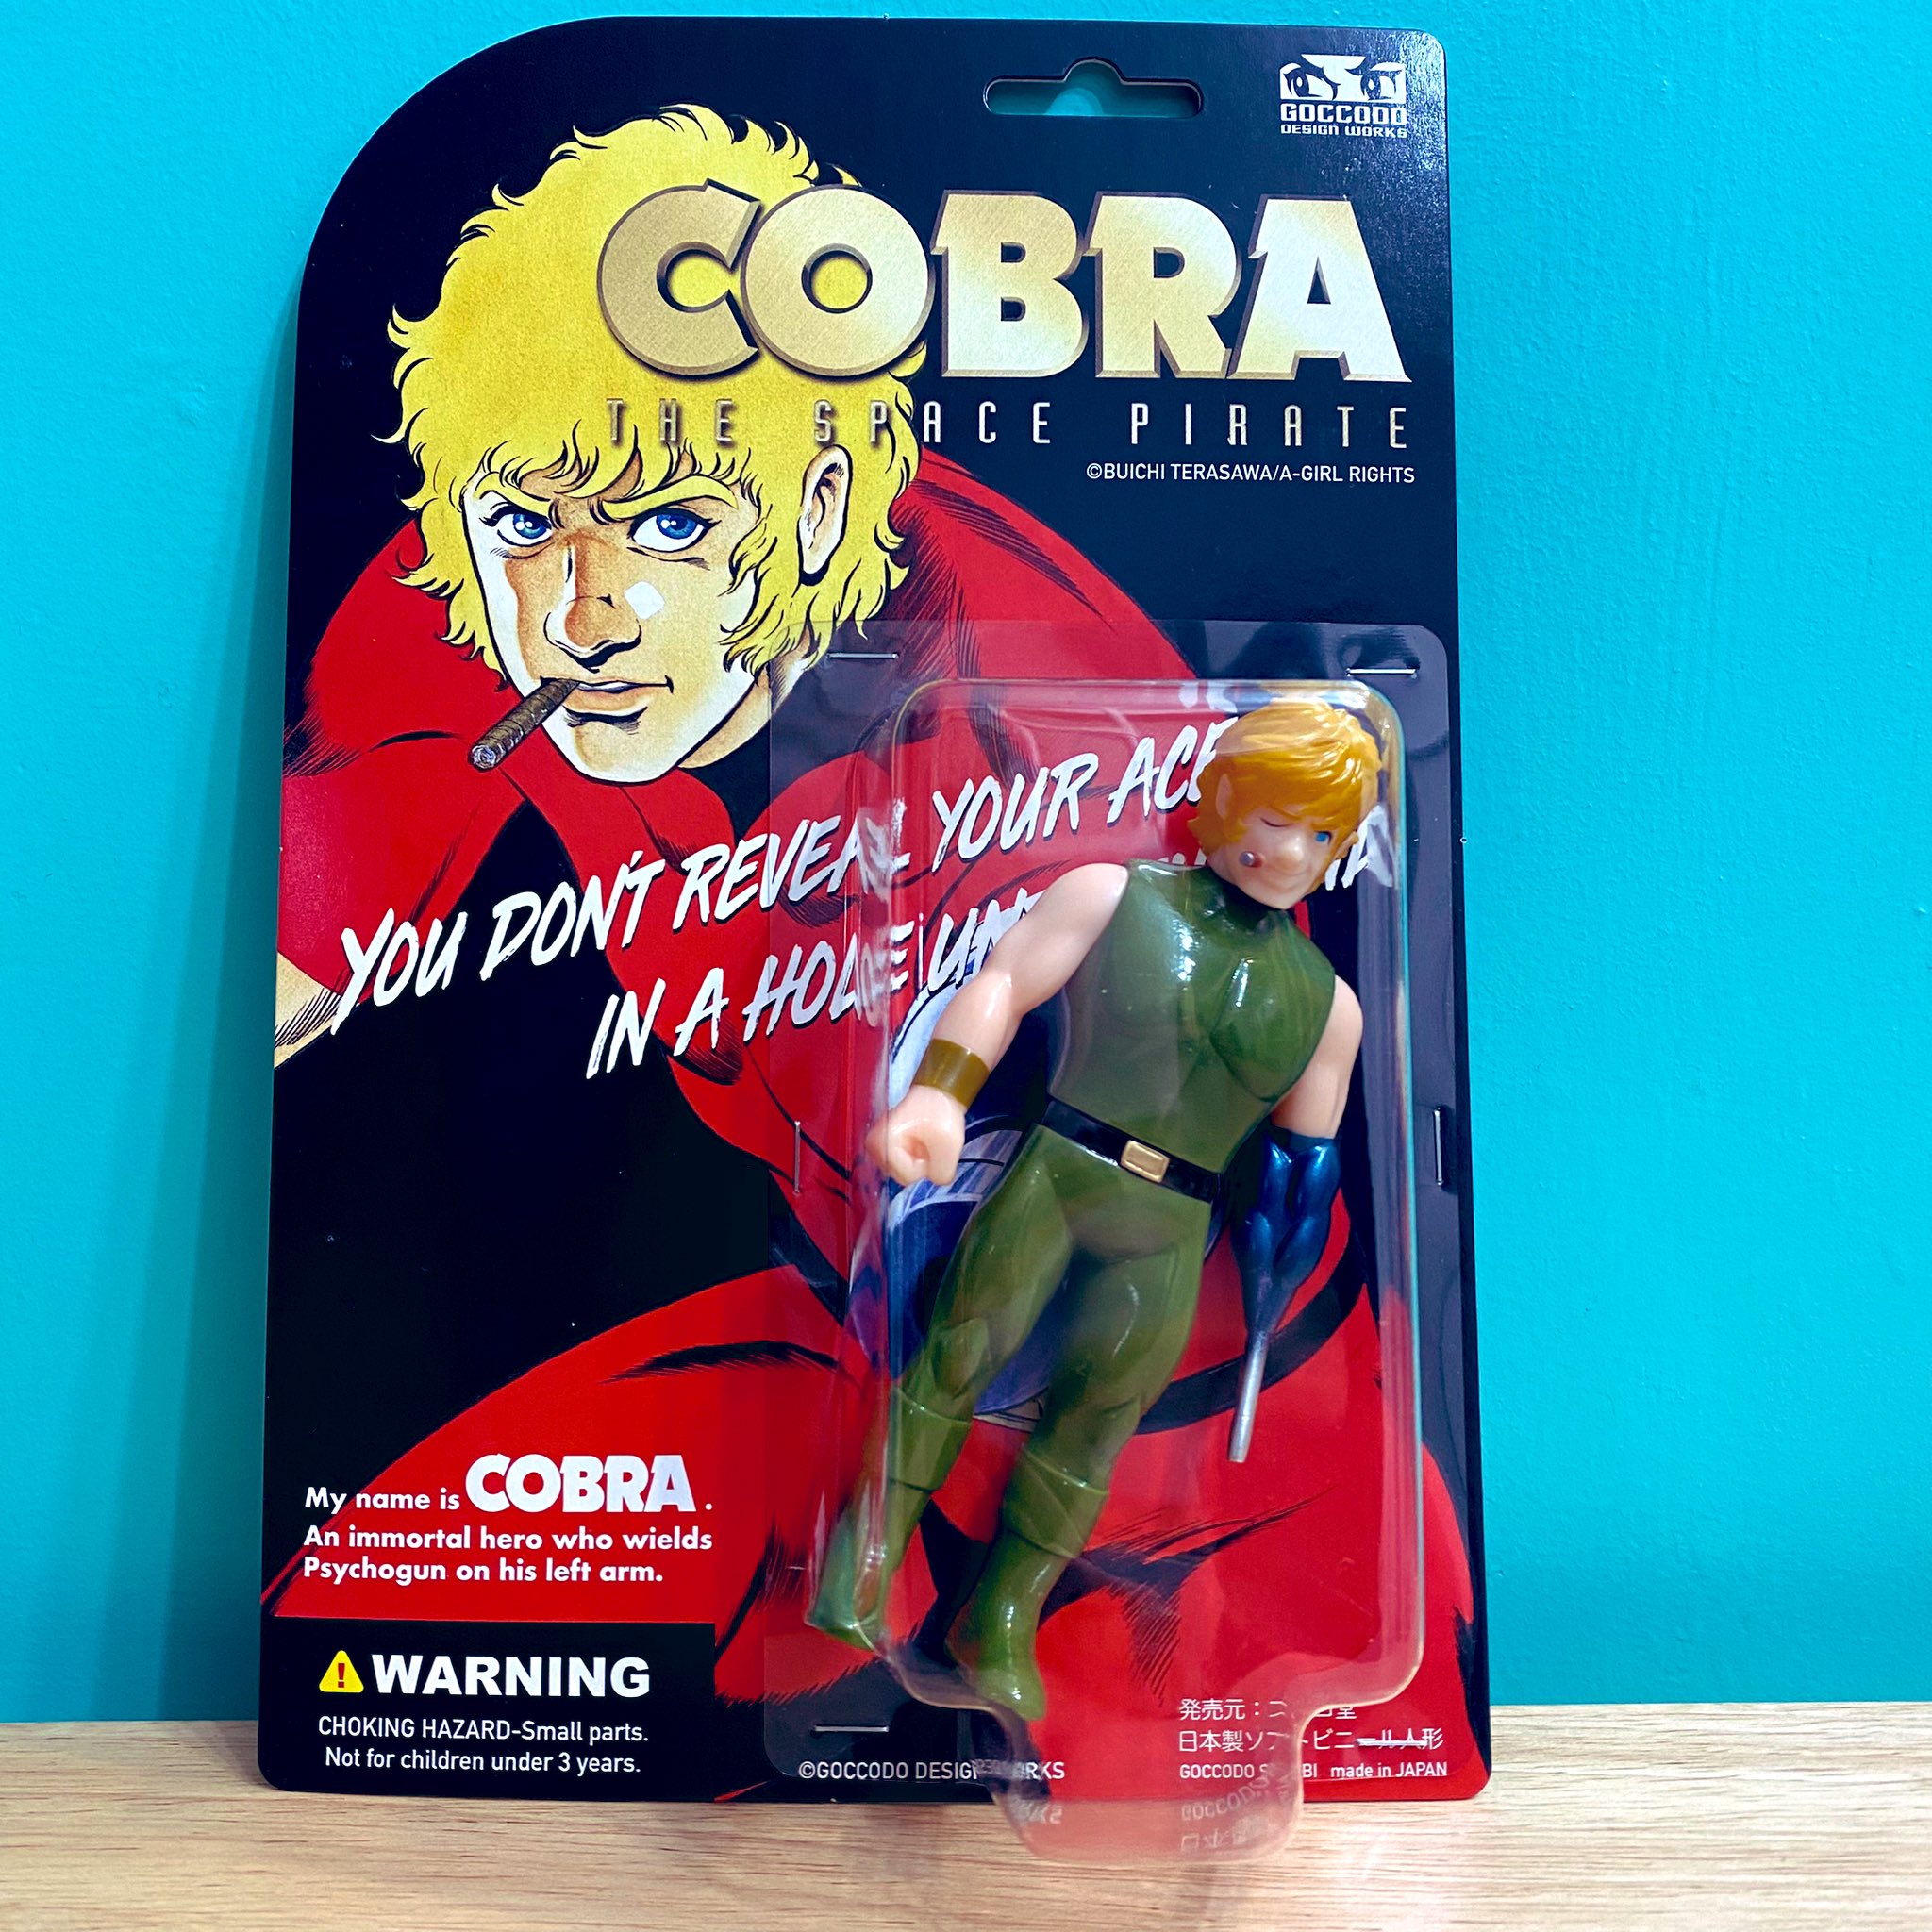 GOCCODO
DESIGN WORKS
COBRA
THE SPACE PIRATE
©BUICHI TERASAWA/A-GIRL RIGHTS
YOU DON'T REVEAL YOUR ACE
IN A HOLE
My name is COBRA.
An immortal hero who wields
Psychogun on his left arm.
WARNING
CHOKING HAZARD-Small parts.
Not for children under 3 years.
©GOCCODO DESIGN WORKS
発売元：
日本製ソフトビニール人形
GOCCODO made in JAPAN